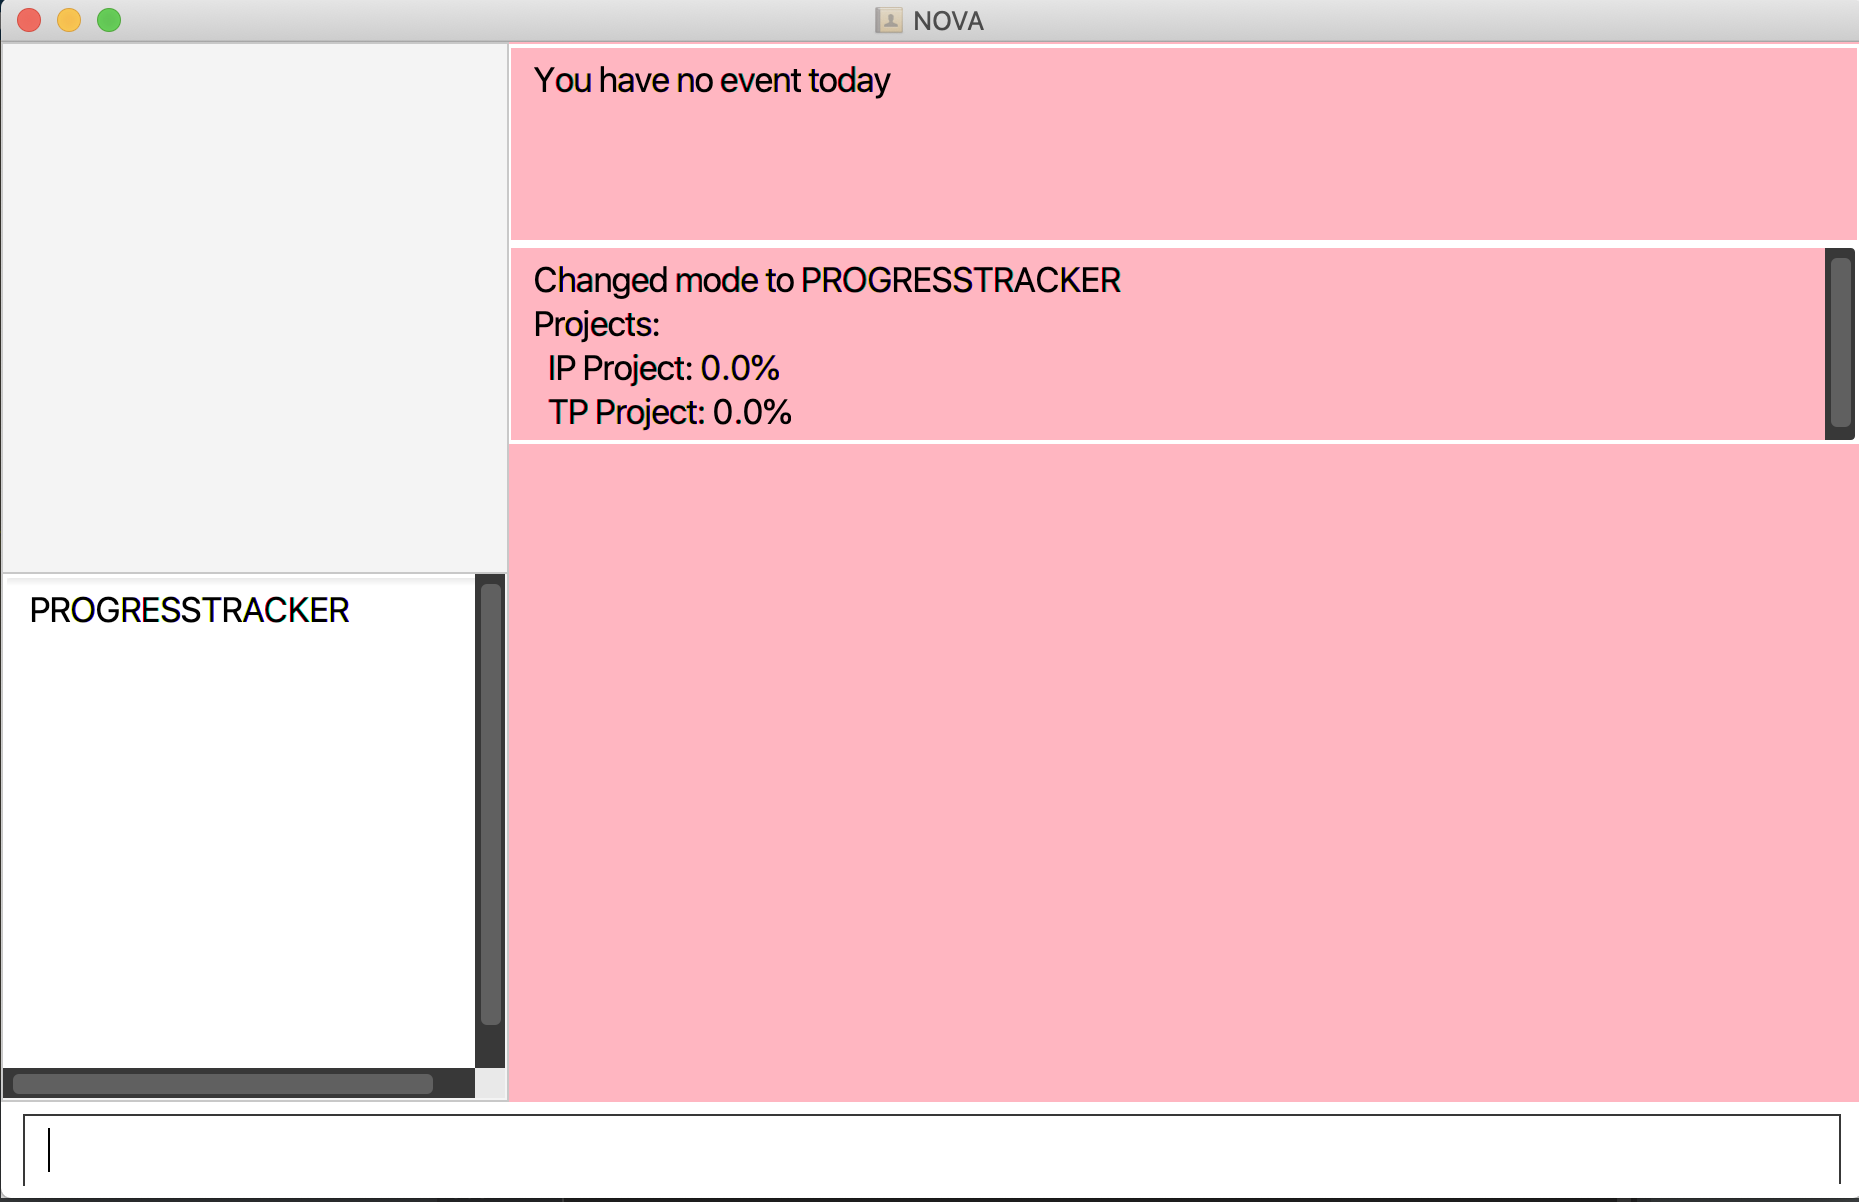 NOVA
You have no event today
Changed mode to PROGRESSTRACKER
Projects:
IP Project: 0.0%
TP Project: 0.0%
PROGRESSTRACKER